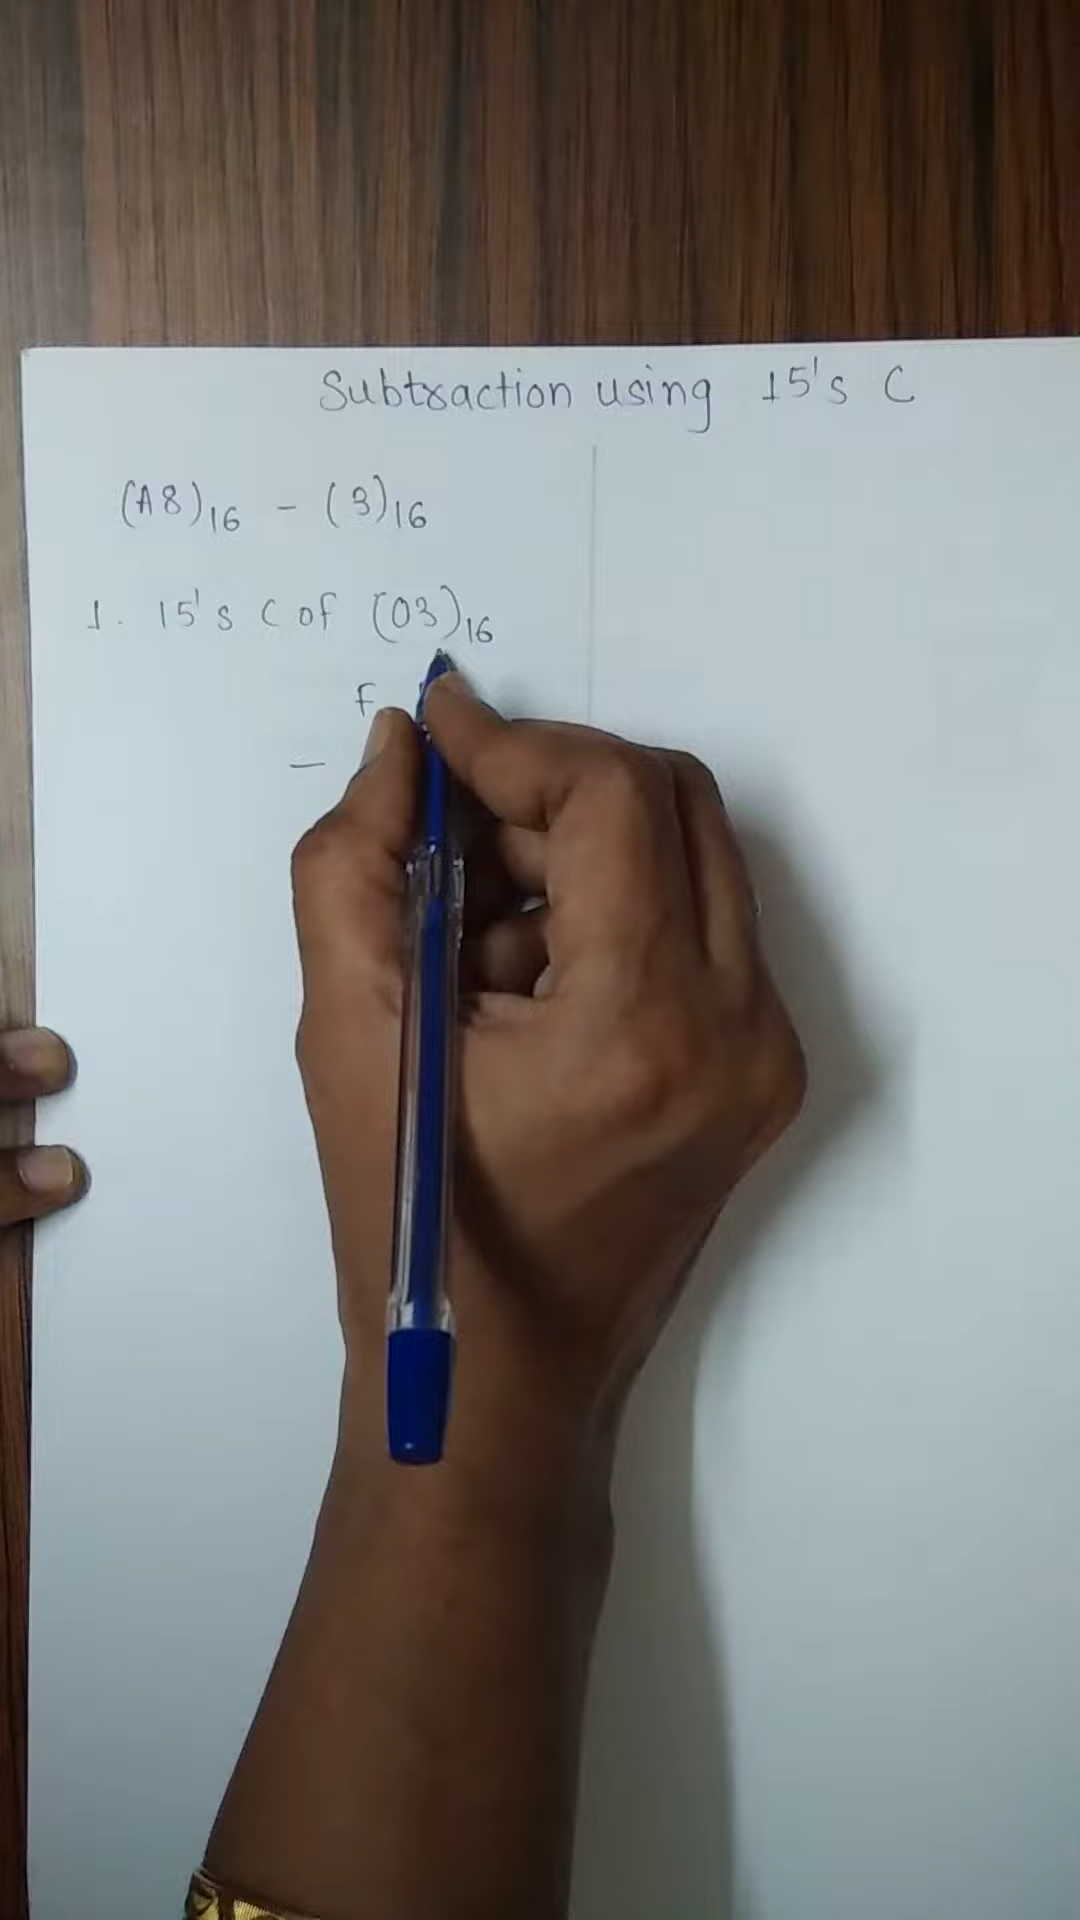 Subtraction using 15's C
(A8)16 - (3)16
1. 15's C of (03)16
F
-